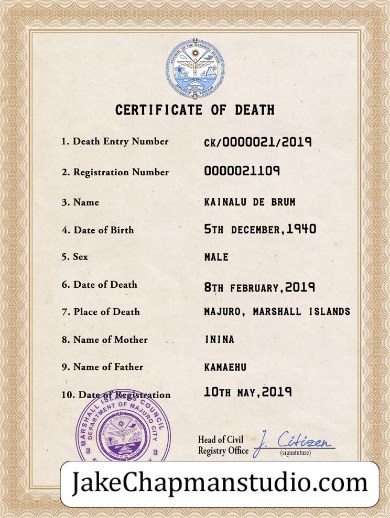 CERTIFICATE OF DEATH
1. Death Entry Number CK/0000021/2019
2. Registration Number 0000021109
3. Name KAINALU DE BRUM
4. Date of Birth 5TH DECEMBER,1940
5. Sex MALE
6. Date of Death 8TH FEBRUARY,2019
7. Place of Death MAJURO, MARSHALL ISLANDS
8. Name of Mother ININA
9. Name of Father KAMAEHU
10. Date of Registration 10TH MAY,2019
MARSHALL ISLANDS COUNCIL
DEPARTMENT OF MAJURO CITY
Head of Civil
Registry Office J. Citizen
(signature)
JakeChapmanstudio.com